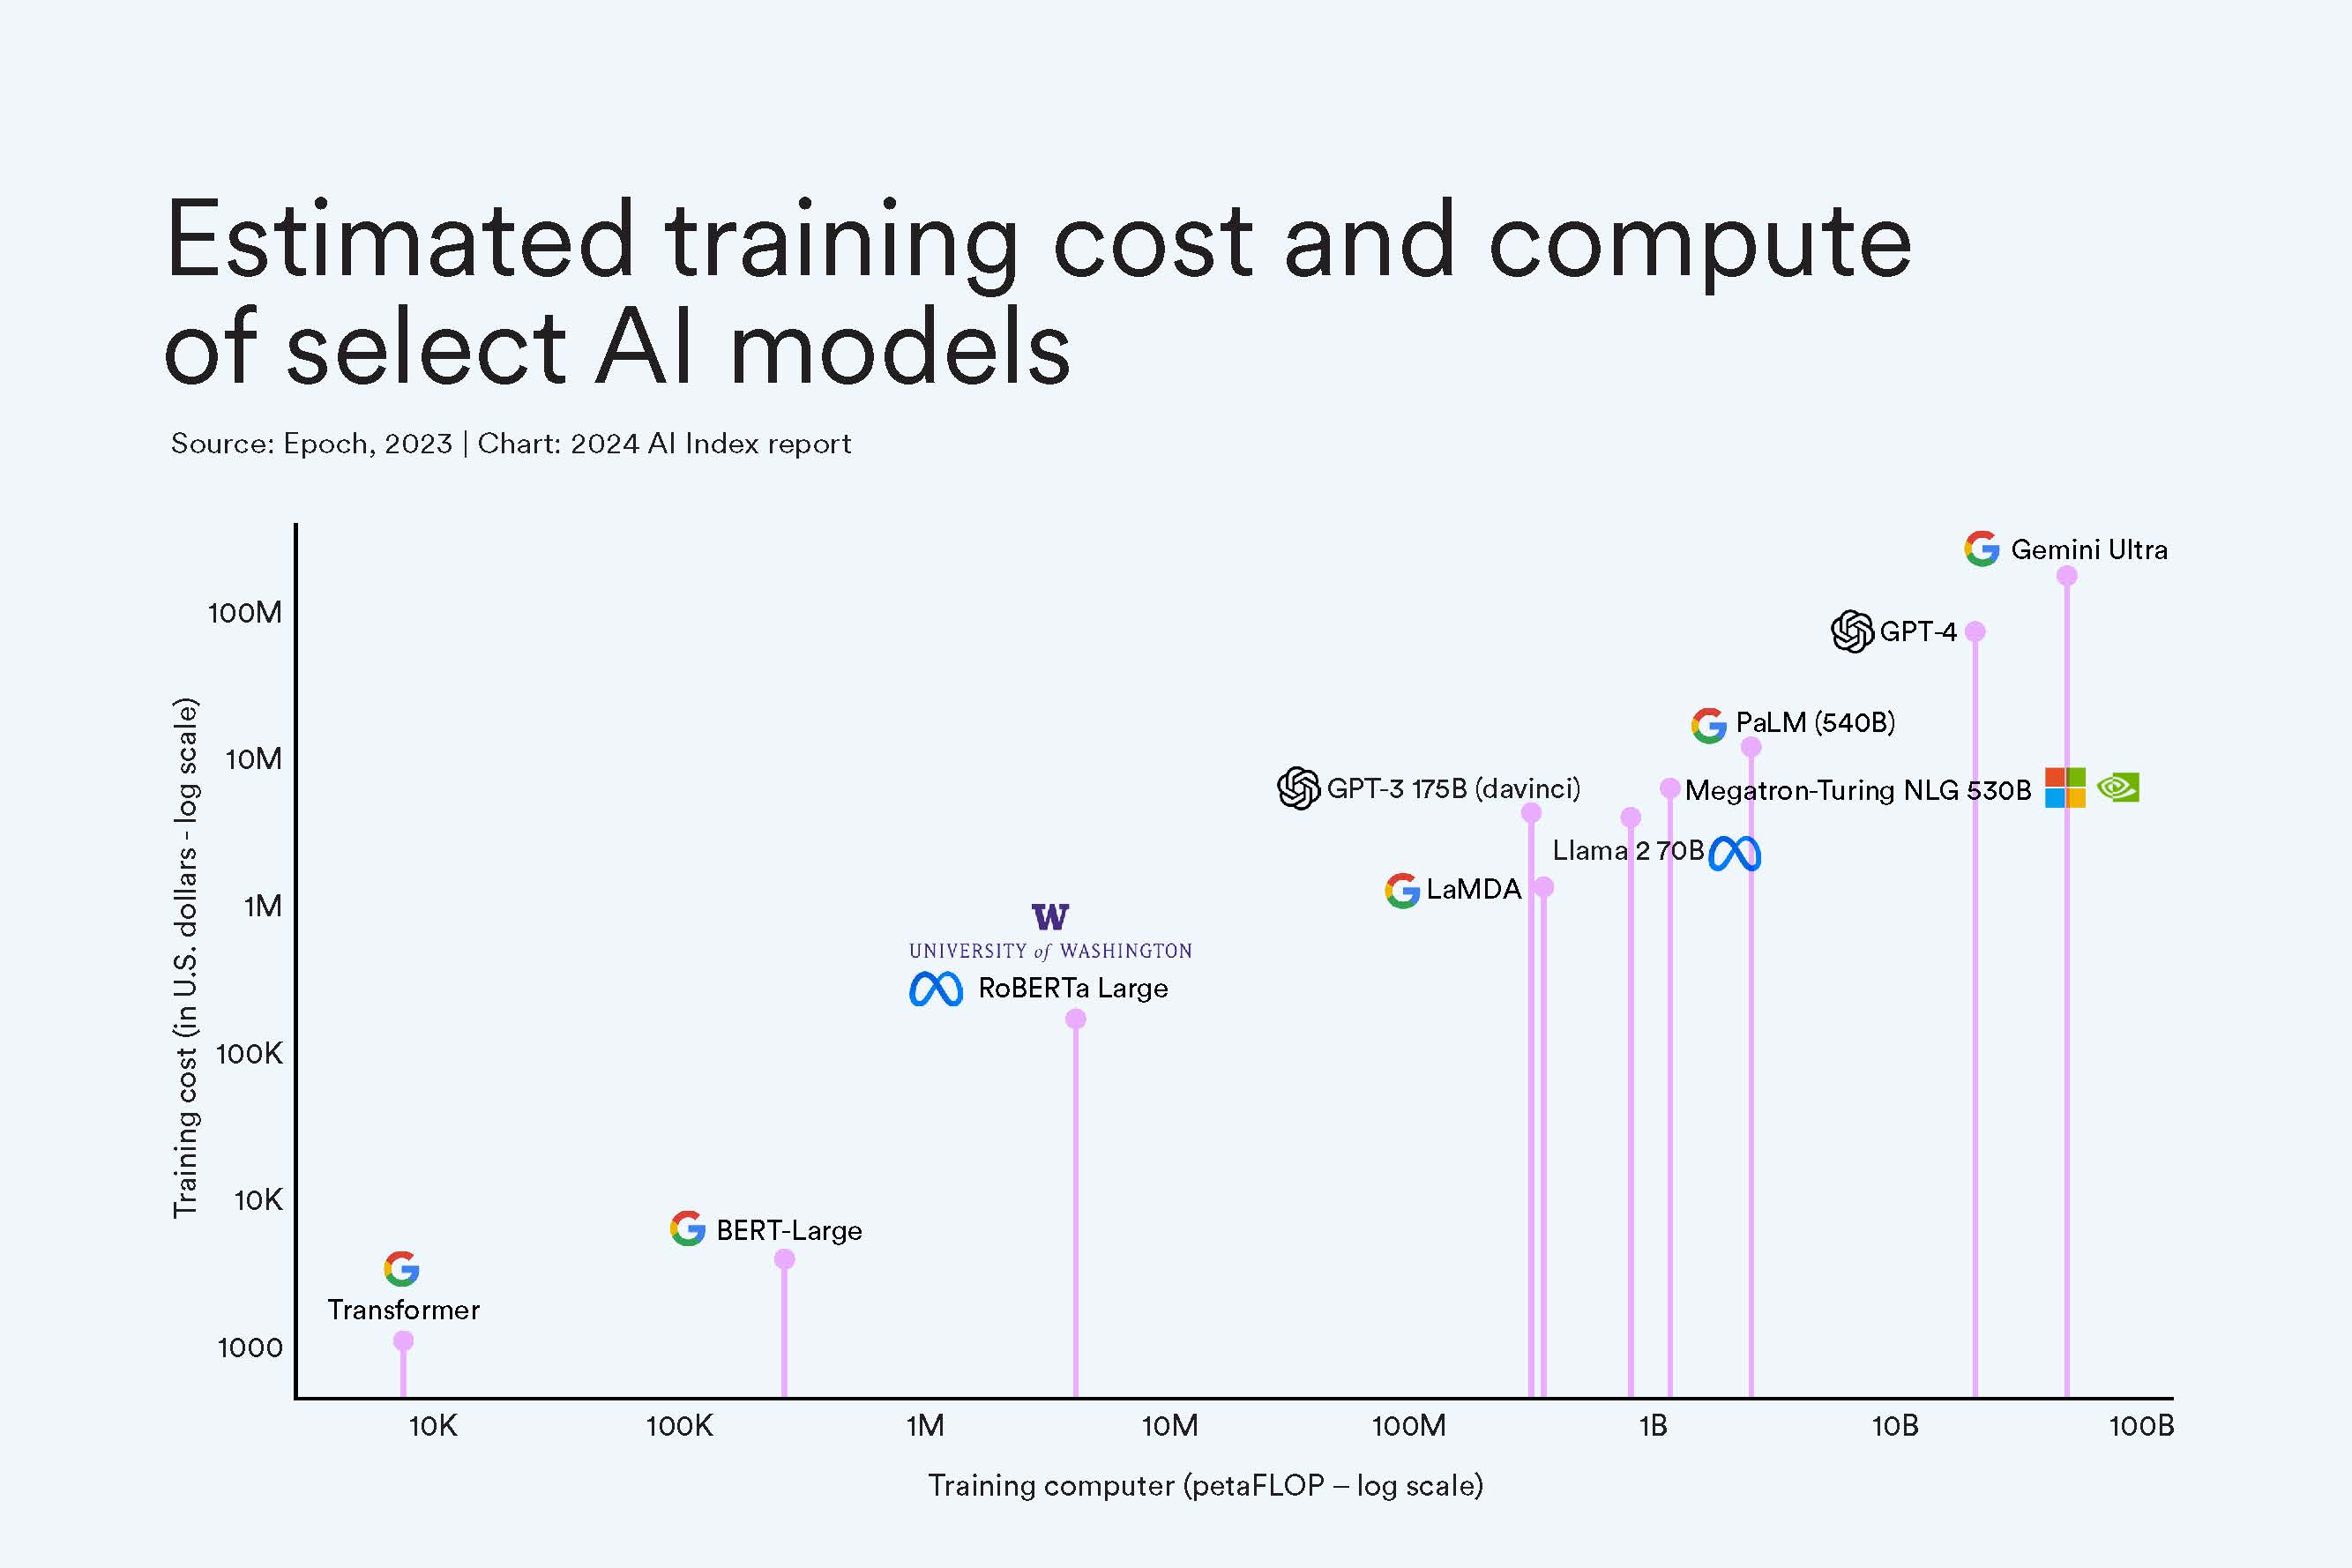 Estimated training cost and compute
of select AI models
Source: Epoch, 2023 | Chart: 2024 AI Index report
Training cost (in U.S. dollars - log scale)
100M
10M
1M
100K
10K
1000
Gemini Ultra
GPT-4
PaLM (540B)
GPT-3 175B (davinci)
Megatron-Turing NLG 530B
Llama 2 70B
LaMDA
W
UNIVERSITY of WASHINGTON
RoBERTa Large
G BERT-Large
G
Transformer
10K
100K
1M
10M
100M
1B
10B
100B
Training computer (petaFLOP – log scale)